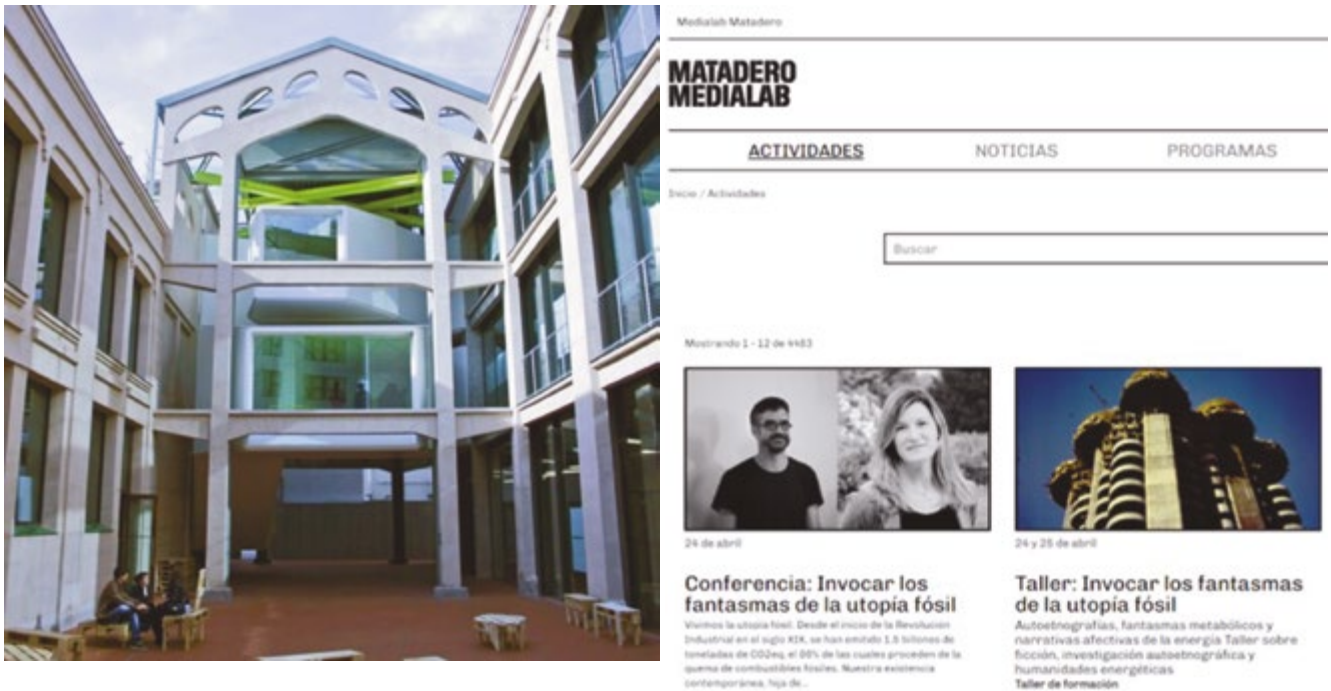 Medialab Matadero
MATADERO
MEDIALAB
ACTIVIDADES NOTICIAS PROGRAMAS
Inicio / Actividades
Buscar
Mostrando 1 - 12 de 4483
24 de abril
Conferencia: Invocar los
fantasmas de la utopía fósil
Vivimos la utopía fósil. Desde el inicio de la Revolución
Industrial en el siglo XIX, se han emitido 1.5 billones de
toneladas de CO2eq, el de las cuales proceden de la
quema de combustibles fósiles. Nuestra existencia
contemporánea, hija de...
24 y 25 de abril
Taller: Invocar los fantasmas
de la utopía fósil
Autoetnografías, fantasmas metabólicos y
narrativas afectivas de la energía Taller sobre
ficción, investigación autoetnográfica y
humanidades energéticas
Taller de formación